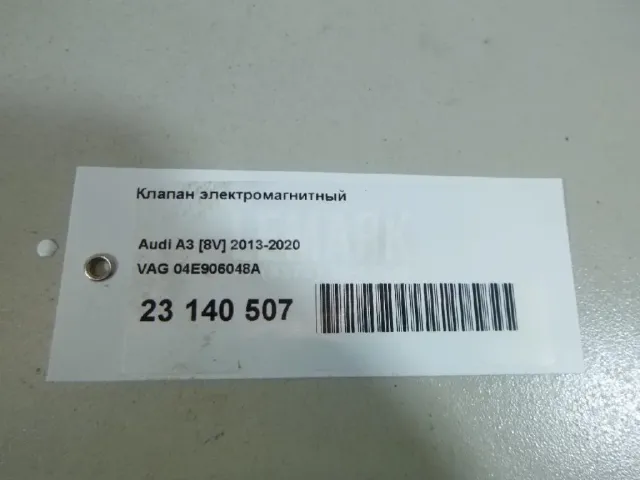 Клапан электромагнитный
Audi A3 [8V] 2013-2020
VAG 04E906048A
23 140 507